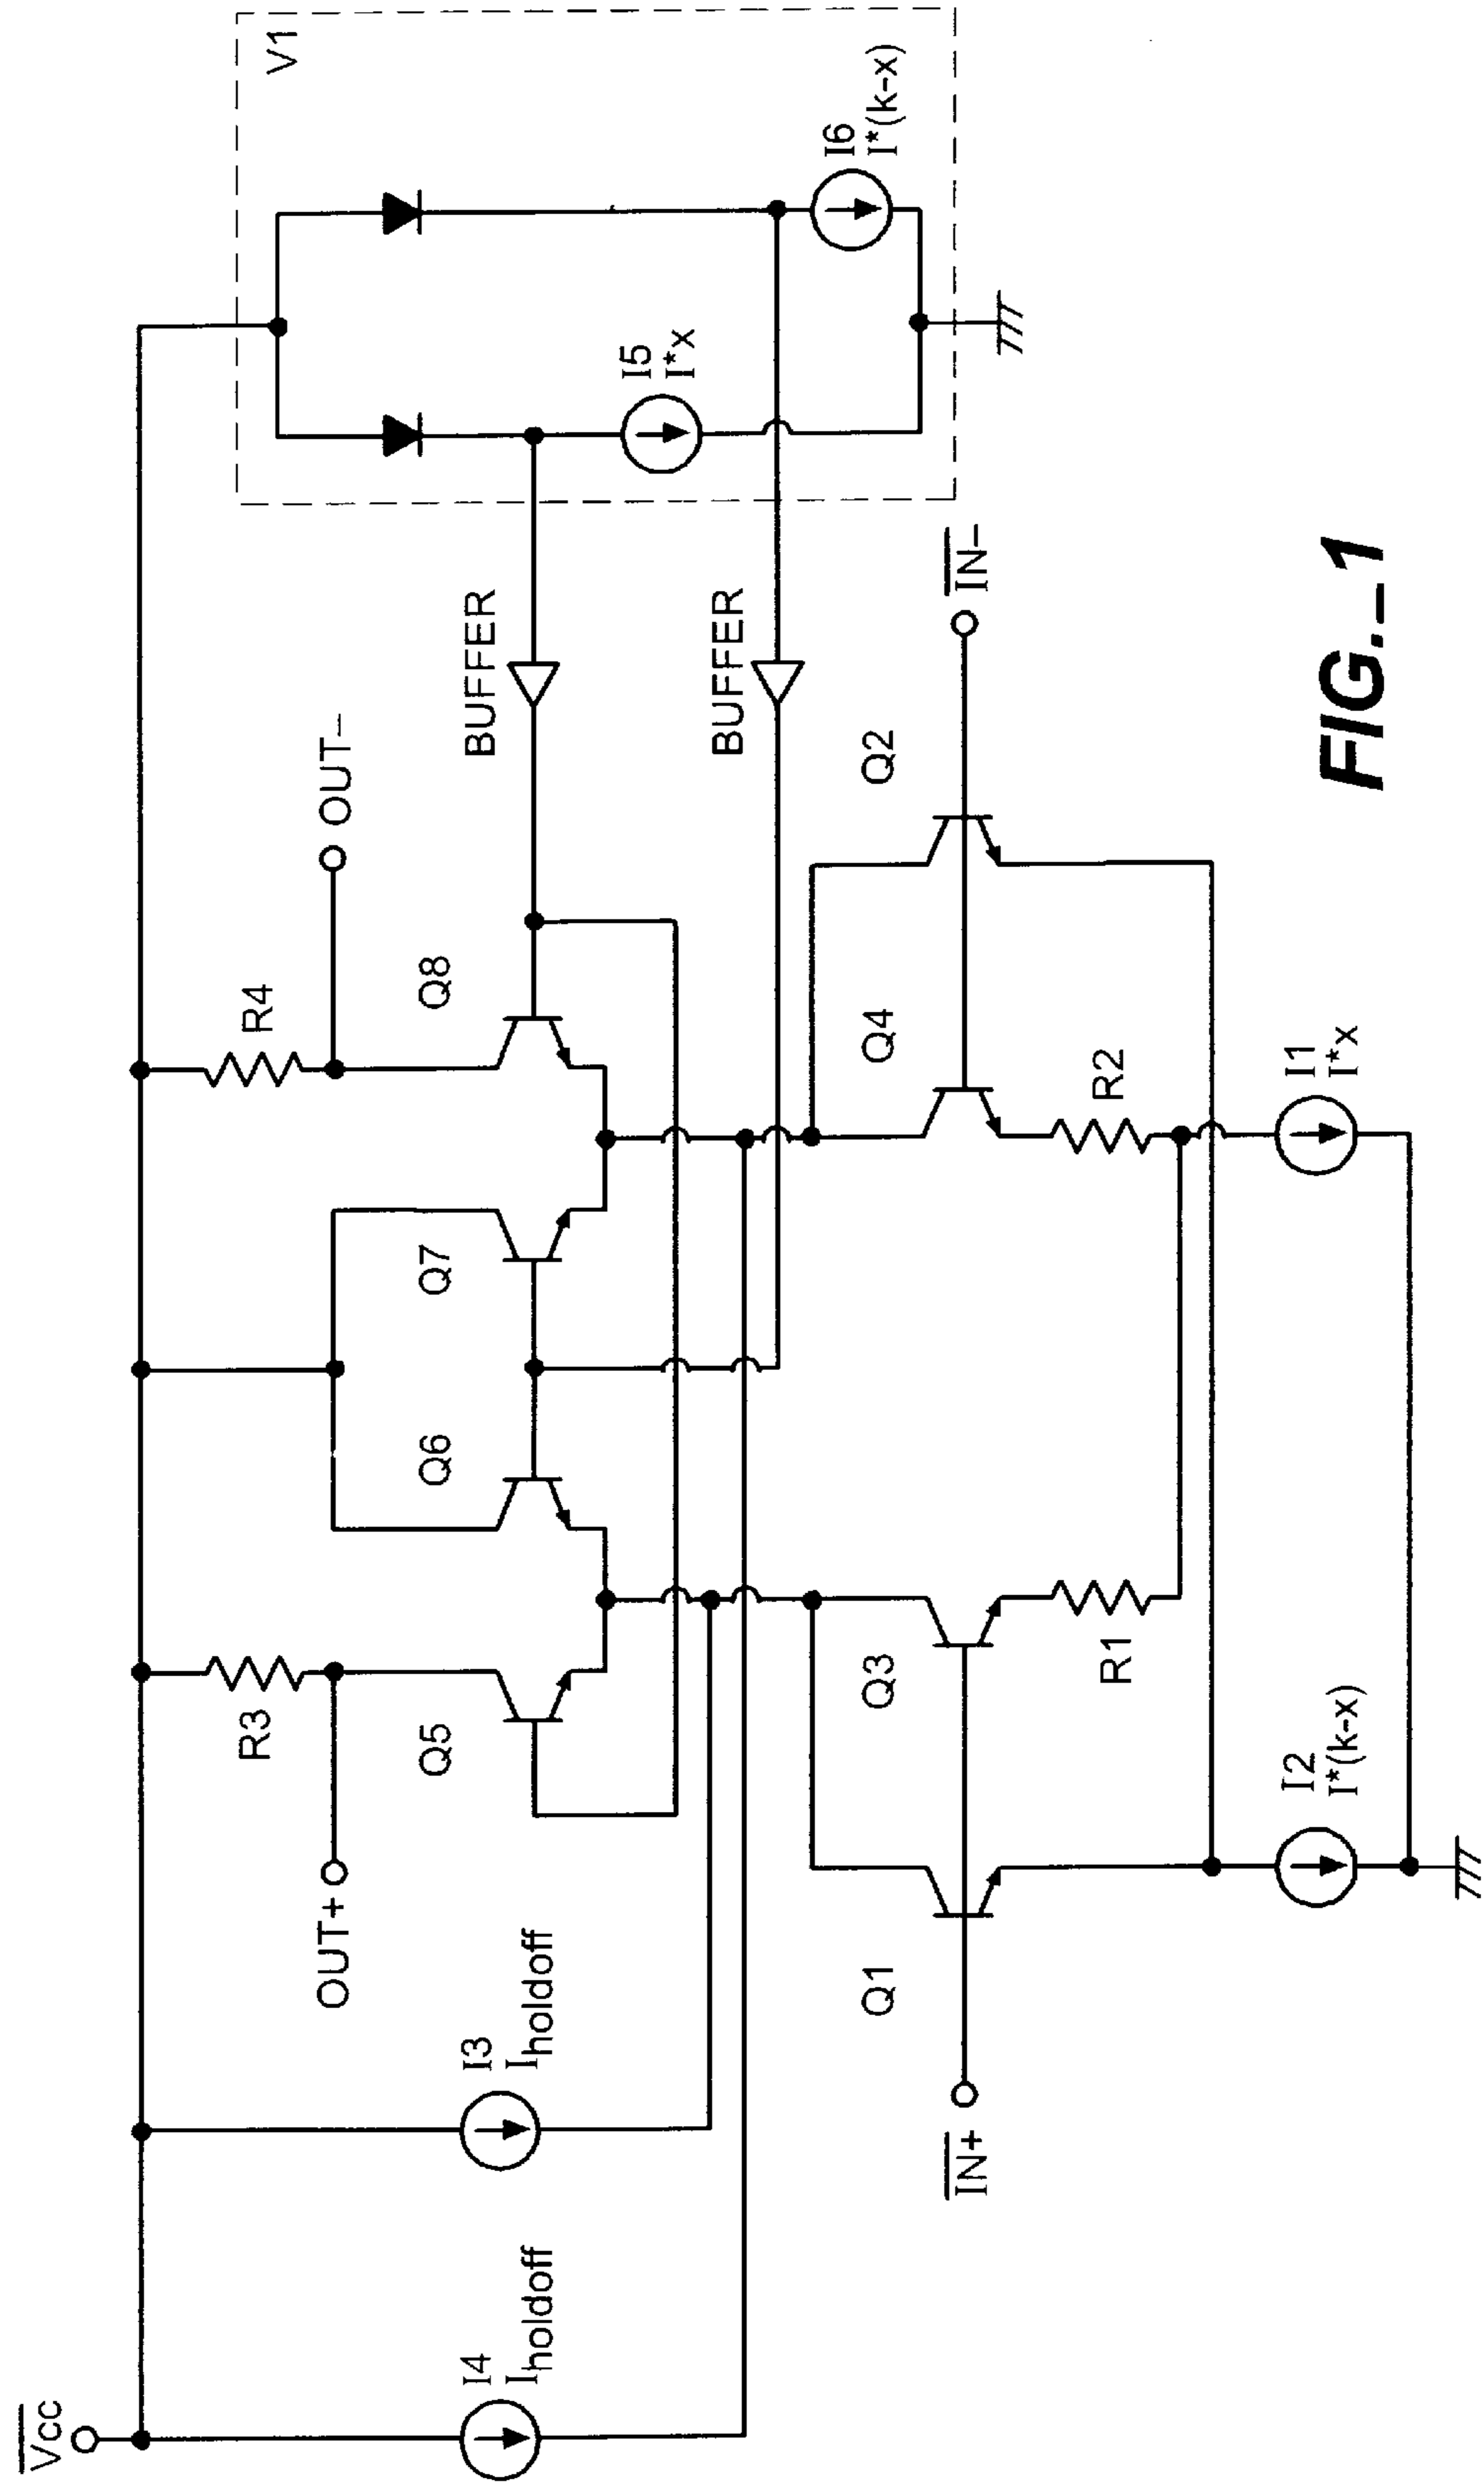 Vcc
I4
Iholdoff
I3
Iholdoff
OUT+
R3
R4
OUT–
V1
Q5
Q6
Q7
Q8
BUFFER
BUFFER
I5
I*x
I6
I*(k–x)
IN+
Q1
Q3
Q4
Q2
IN–
R1
R2
I2
I*(k–x)
I1
I*x
FIG._1